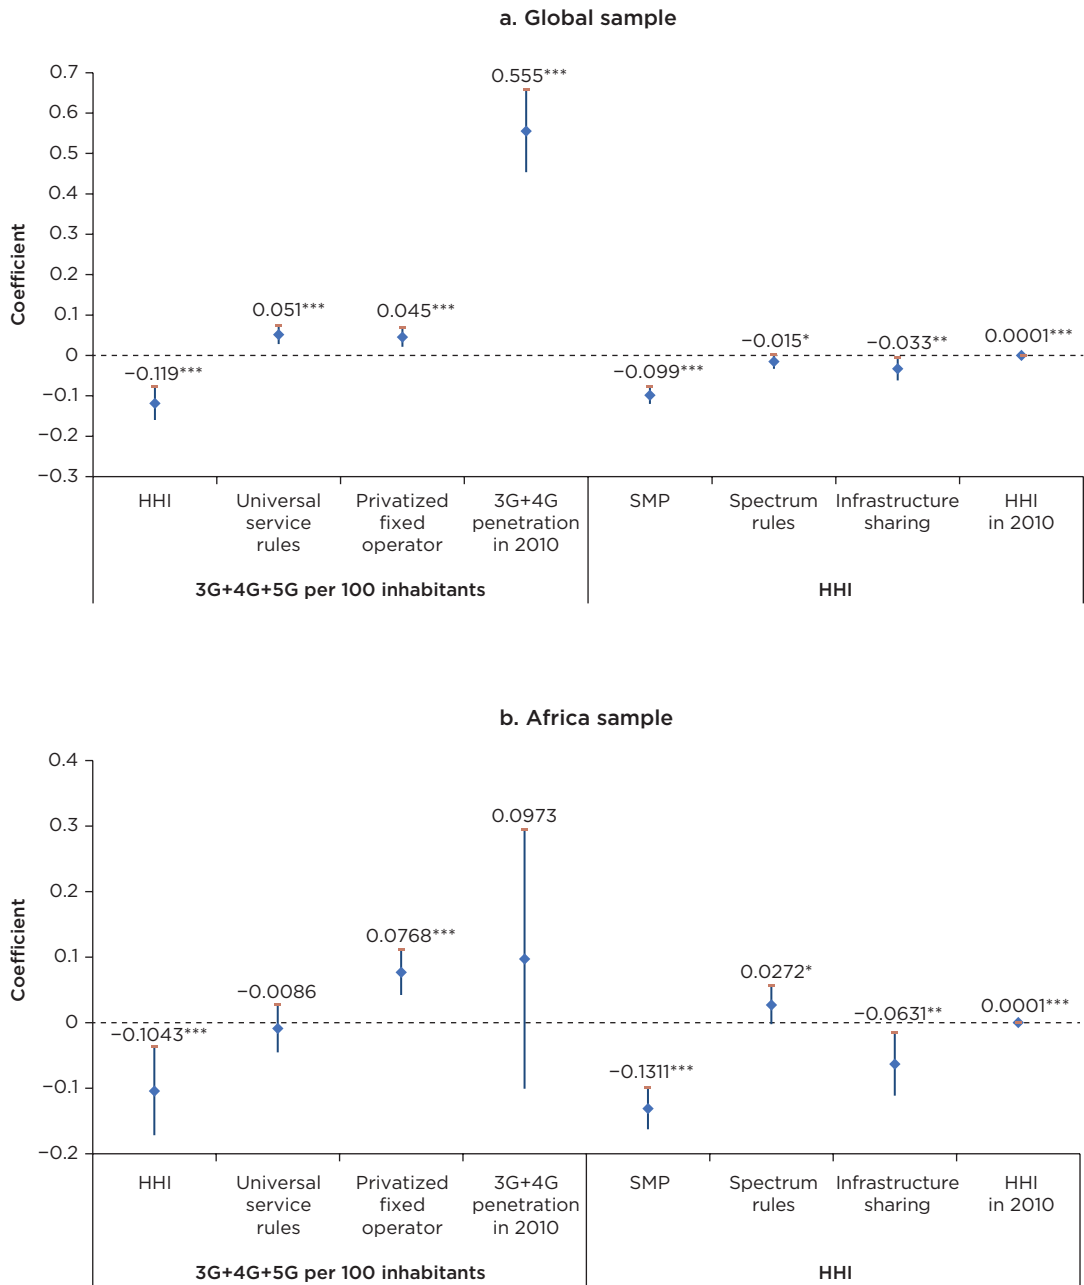 a. Global sample
Coefficient
0.7
0.6
0.5
0.4
0.3
0.2
0.1
0
−0.1
−0.2
−0.3
−0.119***
0.051***
0.045***
0.555***
−0.099***
−0.015*
−0.033**
0.0001***
HHI
Universal
service
rules
Privatized
fixed
operator
3G+4G
penetration
in 2010
SMP
Spectrum
rules
Infrastructure
sharing
HHI
in 2010
3G+4G+5G per 100 inhabitants
HHI
b. Africa sample
Coefficient
0.4
0.3
0.2
0.1
0
−0.1
−0.2
−0.1043***
−0.0086
0.0768***
0.0973
−0.1311***
0.0272*
−0.0631**
0.0001***
HHI
Universal
service
rules
Privatized
fixed
operator
3G+4G
penetration
in 2010
SMP
Spectrum
rules
Infrastructure
sharing
HHI
in 2010
3G+4G+5G per 100 inhabitants
HHI